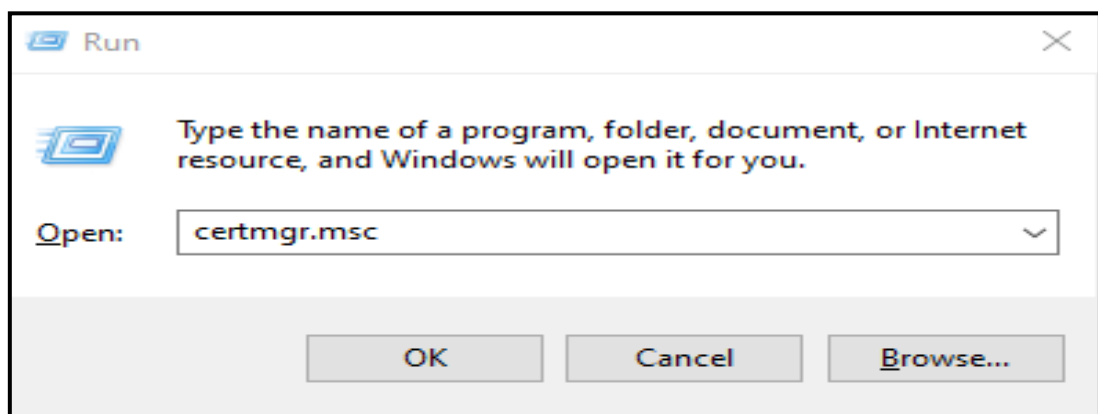 Run
Type the name of a program, folder, document, or Internet
resource, and Windows will open it for you.
Open: certmgr.msc
OK Cancel Browse...